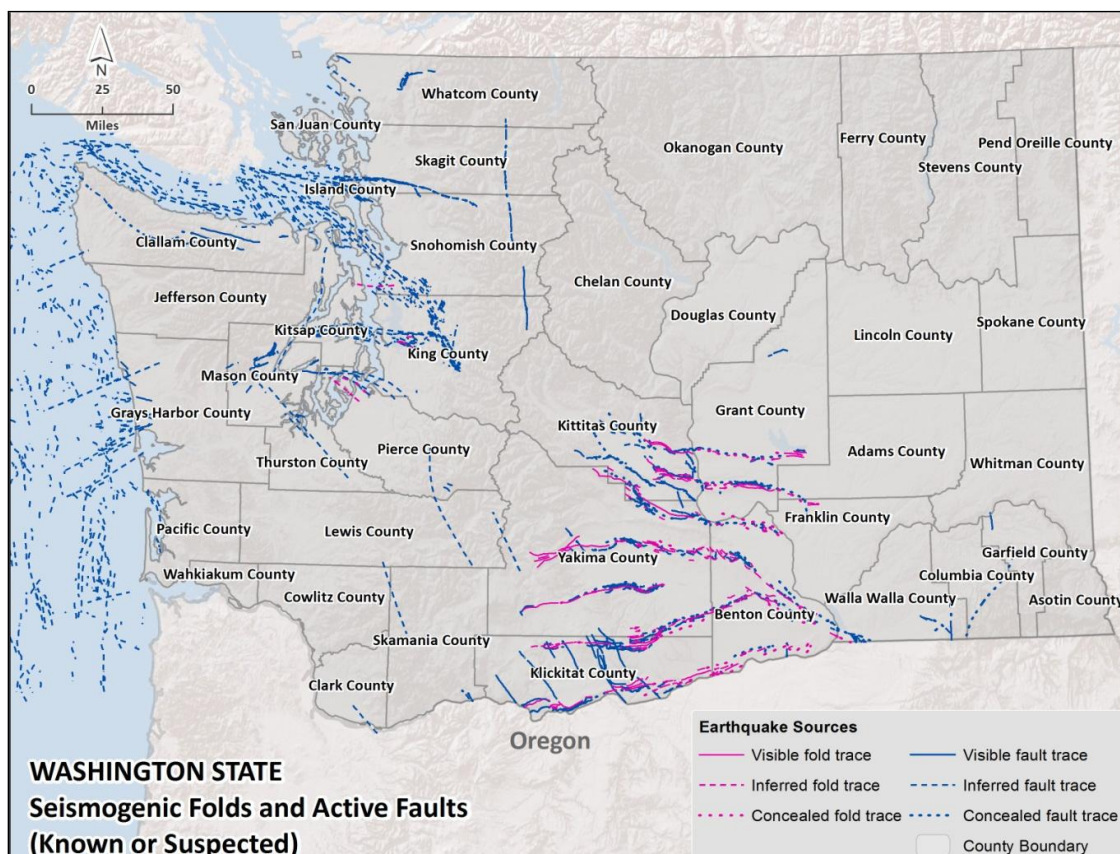 N
0 25 50
Miles
Whatcom County
San Juan County
Skagit County
Okanogan County
Ferry County
Pend Oreille County
Stevens County
Island County
Clallam County
Snohomish County
Chelan County
Jefferson County
Douglas County
Lincoln County
Spokane County
Kitsap County
King County
Mason County
Grant County
Grays Harbor County
Kittitas County
Adams County
Whitman County
Thurston County
Pierce County
Pacific County
Lewis County
Franklin County
Yakima County
Garfield County
Columbia County
Wahkiakum County
Cowlitz County
Walla Walla County
Asotin County
Skamania County
Benton County
Klickitat County
Clark County
Oregon
WASHINGTON STATE
Seismogenic Folds and Active Faults
(Known or Suspected)
Earthquake Sources
Visible fold trace
Visible fault trace
Inferred fold trace
Inferred fault trace
Concealed fold trace
Concealed fault trace
County Boundary